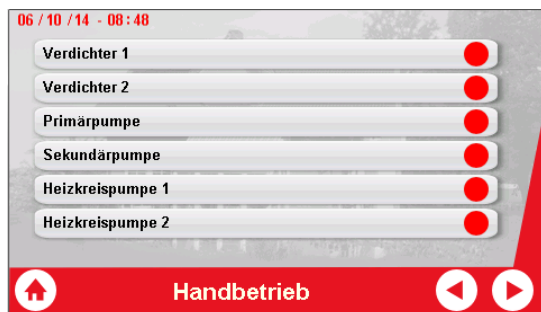 06 / 10 / 14 - 08:48
Verdichter 1
Verdichter 2
Primärpumpe
Sekundärpumpe
Heizkreispumpe 1
Heizkreispumpe 2
Handbetrieb